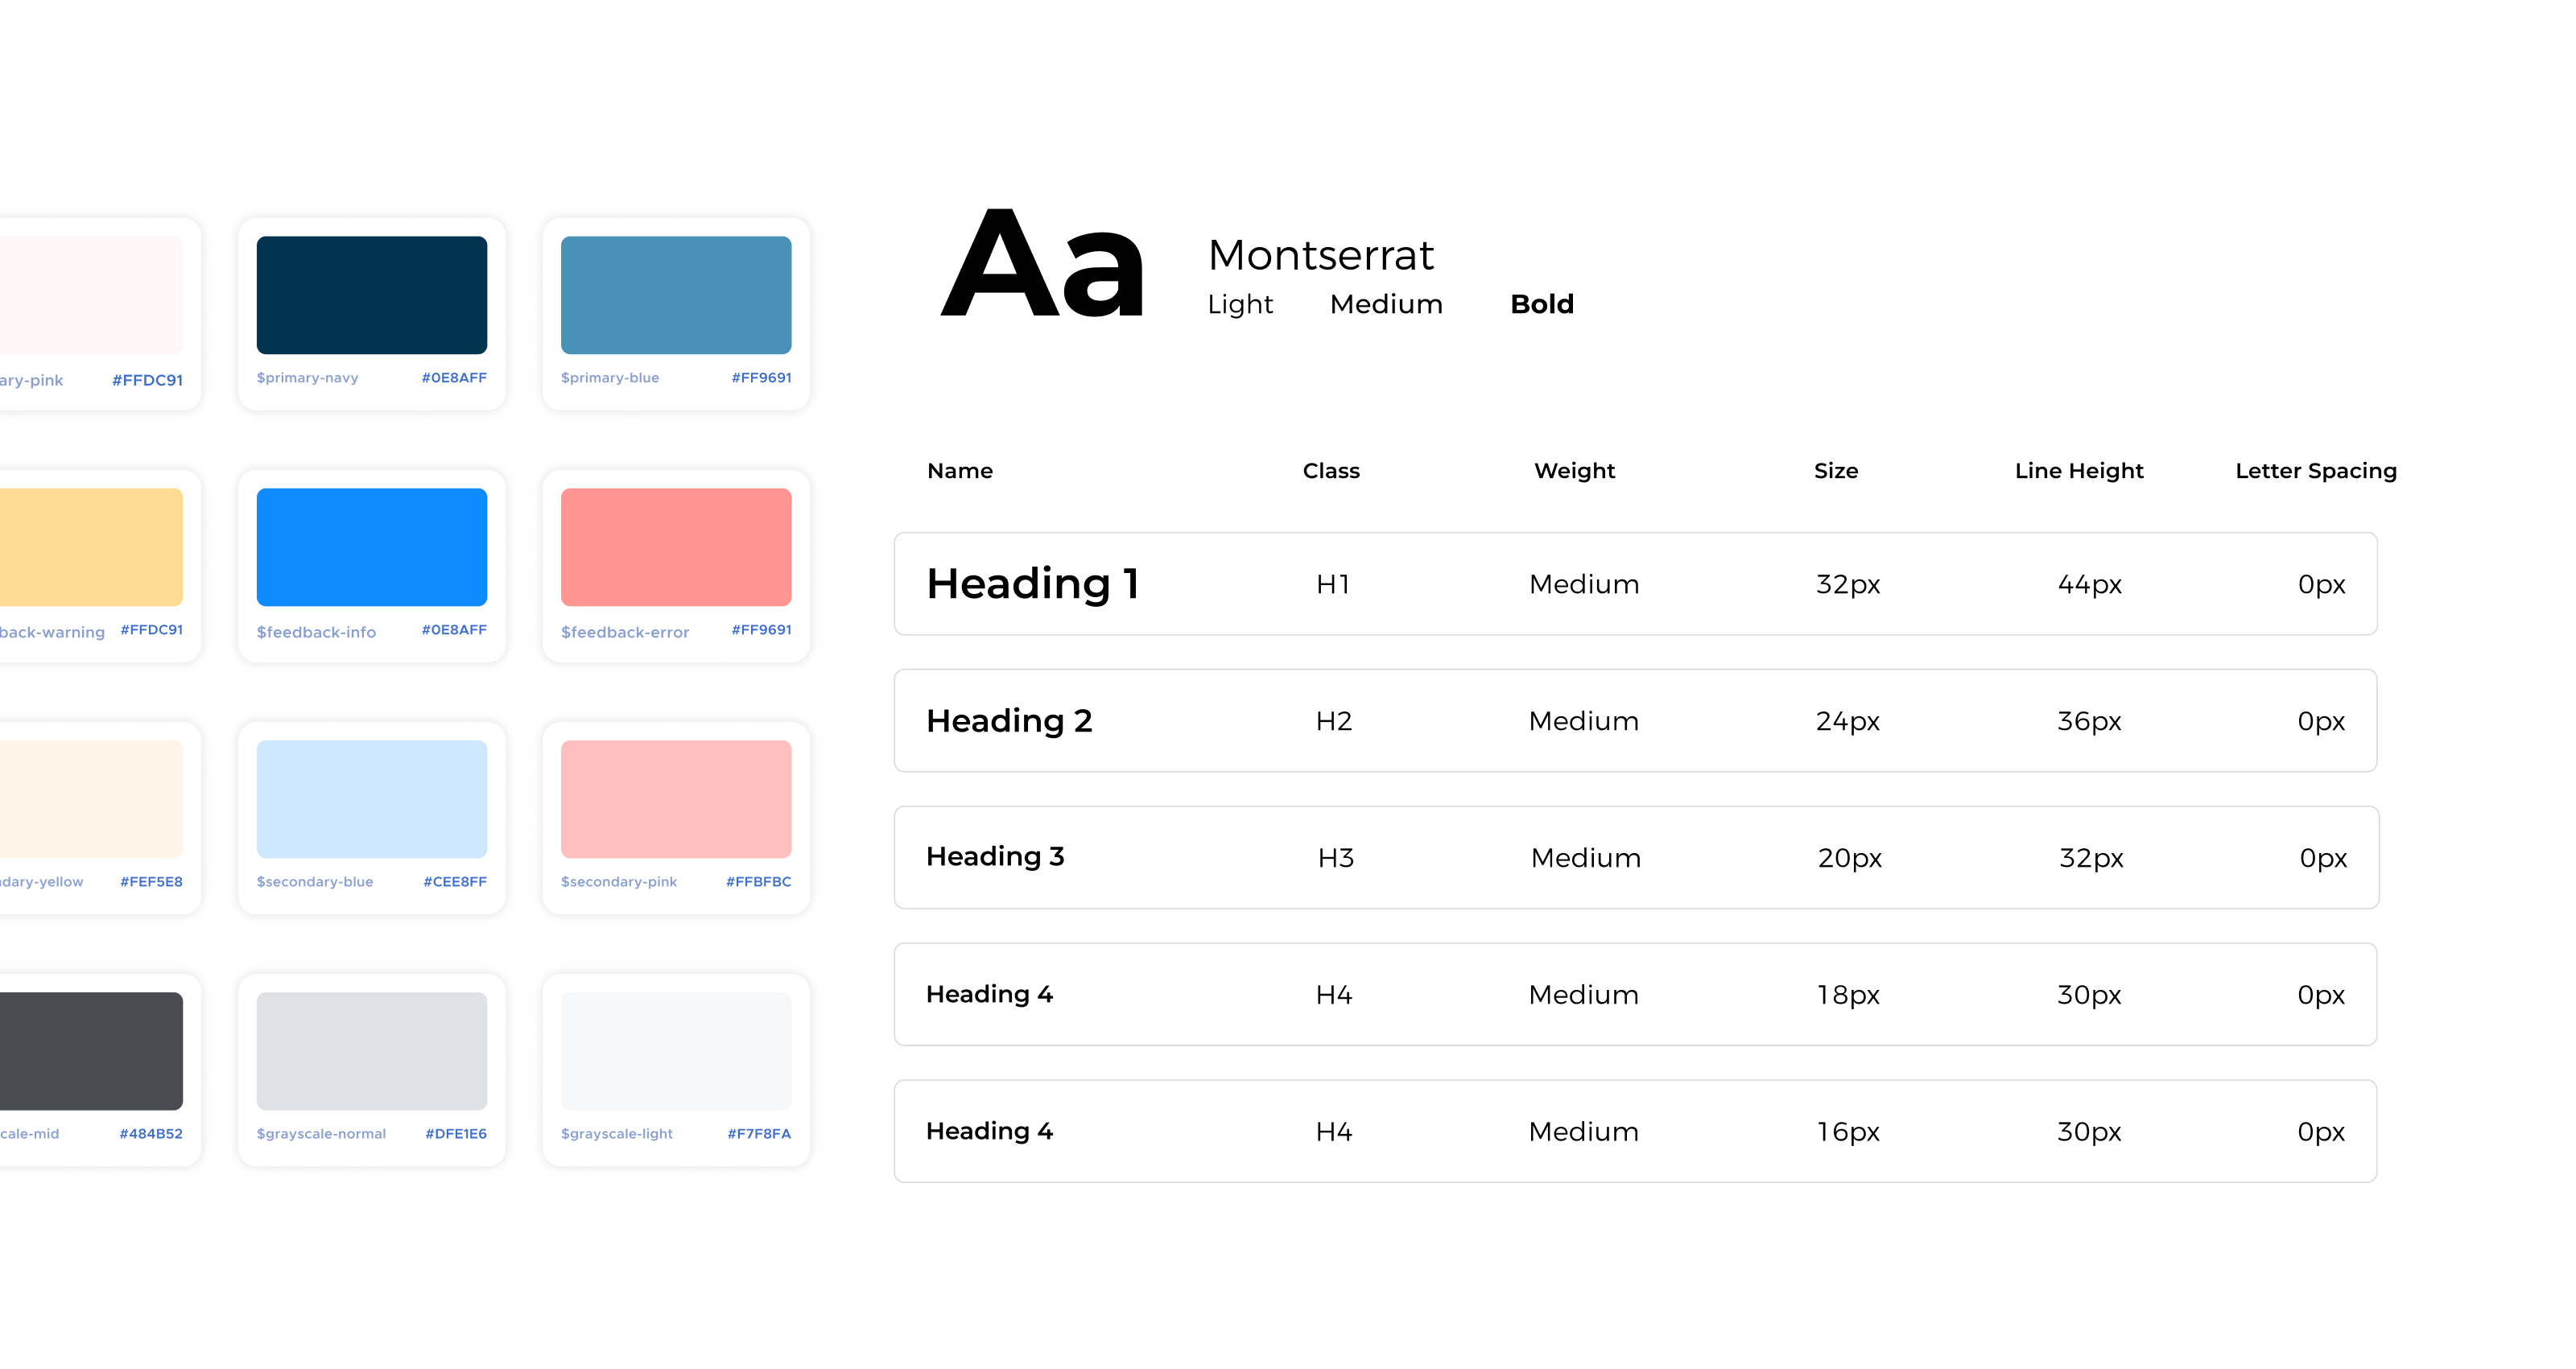 ary-pink #FFDC91
$primary-navy #0E8AFF
$primary-blue #FF9691
back-warning #FFDC91
$feedback-info #0E8AFF
$feedback-error #FF9691
dary-yellow #FEF5E8
$secondary-blue #CEE8FF
$secondary-pink #FFBFBC
cale-mid #484B52
$grayscale-normal #DFE1E6
$grayscale-light #F7F8FA
Aa
Montserrat
Light Medium Bold
Name Class Weight Size Line Height Letter Spacing
Heading 1 H1 Medium 32px 44px 0px
Heading 2 H2 Medium 24px 36px 0px
Heading 3 H3 Medium 20px 32px 0px
Heading 4 H4 Medium 18px 30px 0px
Heading 4 H4 Medium 16px 30px 0px